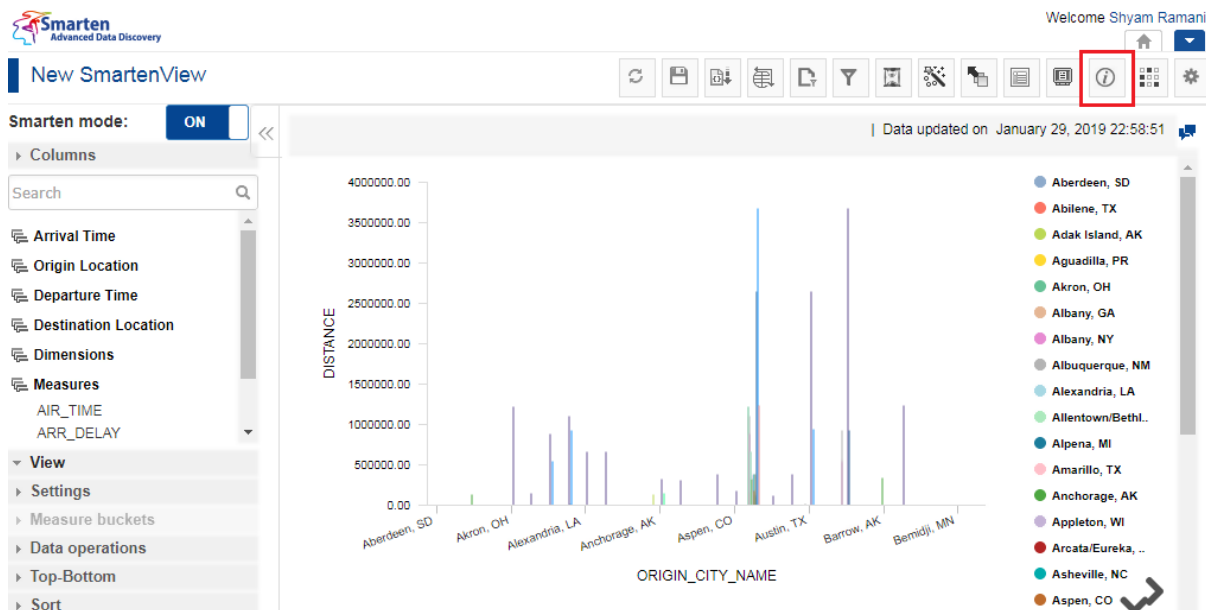 Smarten
Advanced Data Discovery
Welcome Shyam Ramani
New SmartenView
Smarten mode:
ON
| Data updated on January 29, 2019 22:58:51
Columns
Search
Arrival Time
Origin Location
Departure Time
Destination Location
Dimensions
Measures
AIR_TIME
ARR_DELAY
View
Settings
Measure buckets
Data operations
Top-Bottom
Sort
DISTANCE
4000000.00
3500000.00
3000000.00
2500000.00
2000000.00
1500000.00
1000000.00
500000.00
0.00
Aberdeen, SD
Akron, OH
Alexandria, LA
Anchorage, AK
Aspen, CO
Austin, TX
Barrow, AK
Bemidji, MN
ORIGIN_CITY_NAME
Aberdeen, SD
Abilene, TX
Adak Island, AK
Aguadilla, PR
Akron, OH
Albany, GA
Albany, NY
Albuquerque, NM
Alexandria, LA
Allentown/Bethl..
Alpena, MI
Amarillo, TX
Anchorage, AK
Appleton, WI
Arcata/Eureka, ..
Asheville, NC
Aspen, CO